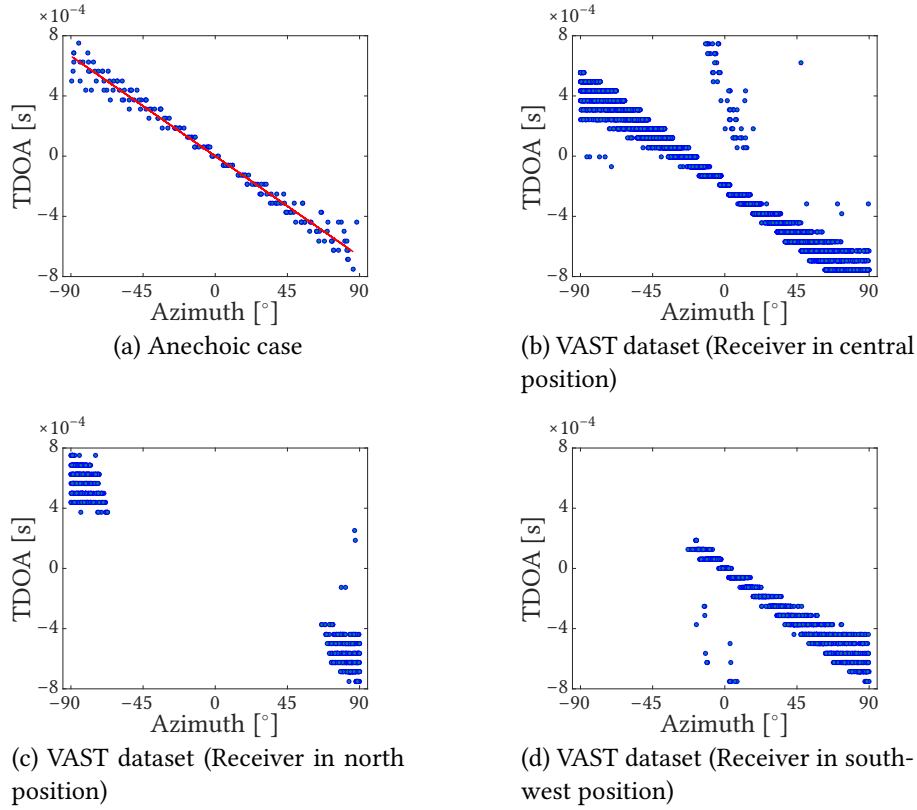 ×10⁻⁴
8
4
0
−4
−8
TDOA [s]
−90 −45 0 45 90
Azimuth [°]
(a) Anechoic case
×10⁻⁴
8
4
0
−4
−8
TDOA [s]
−90 −45 0 45 90
Azimuth [°]
(b) VAST dataset (Receiver in central
position)
×10⁻⁴
8
4
0
−4
−8
TDOA [s]
−90 −45 0 45 90
Azimuth [°]
(c) VAST dataset (Receiver in north
position)
×10⁻⁴
8
4
0
−4
−8
TDOA [s]
−90 −45 0 45 90
Azimuth [°]
(d) VAST dataset (Receiver in south-
west position)